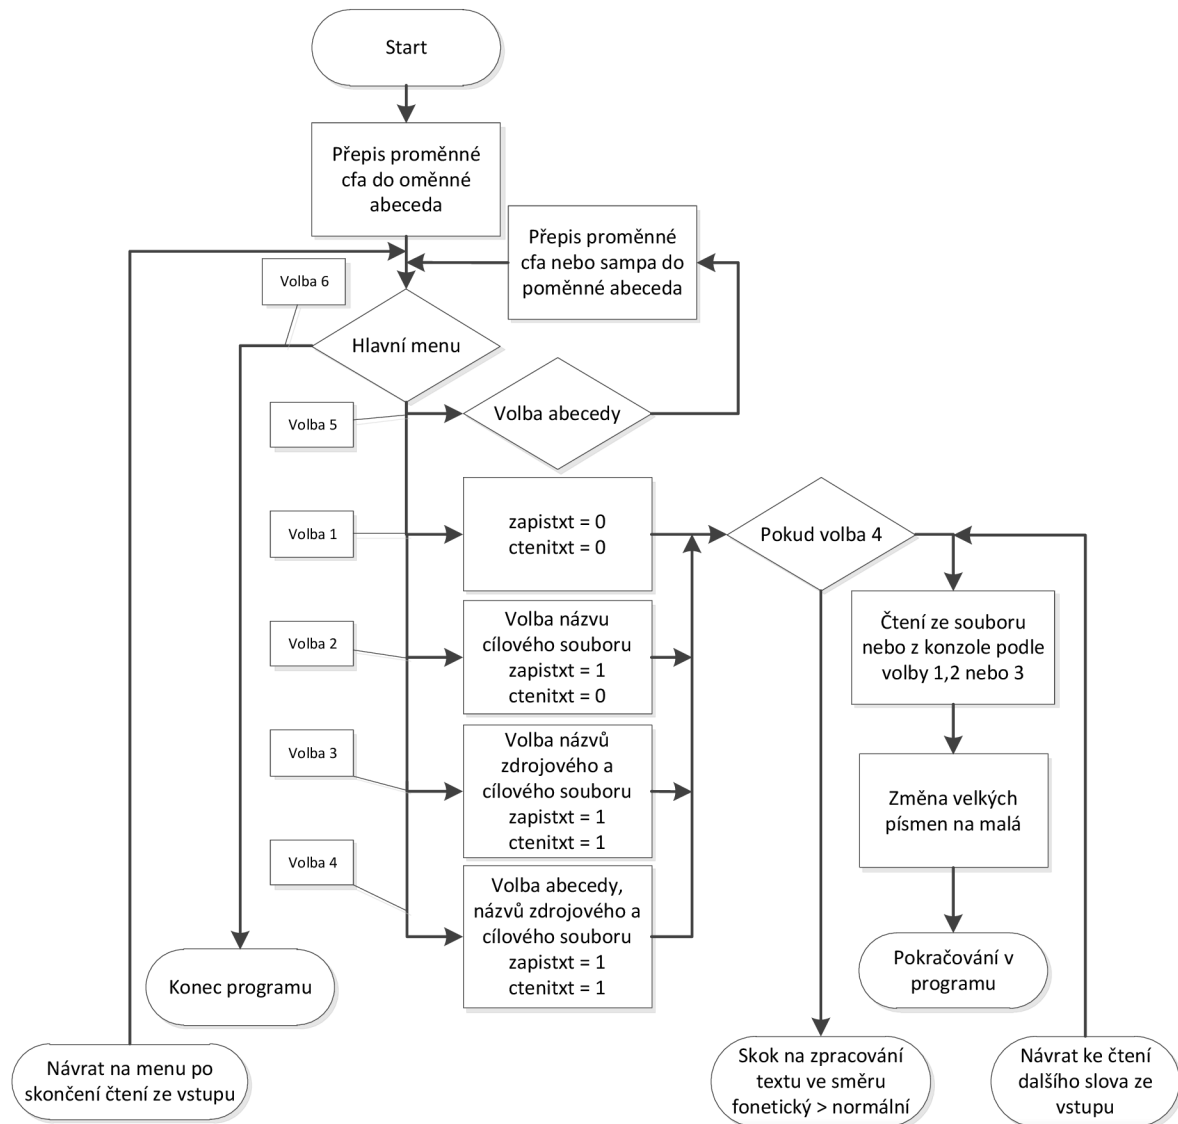 Start
Přepis proměnné
cfa do oměnné
abeceda
Přepis proměnné
cfa nebo sampa do
poměnné abeceda
Volba 6
Hlavní menu
Volba 5
Volba abecedy
Volba 1
zapistxt = 0
ctenitxt = 0
Pokud volba 4
Volba 2
Volba názvu
cílového souboru
zapistxt = 1
ctenitxt = 0
Čtení ze souboru
nebo z konzole podle
volby 1,2 nebo 3
Volba 3
Volba názvů
zdrojového a
cílového souboru
zapistxt = 1
ctenitxt = 1
Změna velkých
písmen na malá
Volba 4
Volba abecedy,
názvů zdrojového a
cílového souboru
zapistxt = 1
ctenitxt = 1
Pokračování v
programu
Konec programu
Návrat na menu po
skončení čtení ze vstupu
Skok na zpracování
textu ve směru
fonetický > normální
Návrat ke čtení
dalšího slova ze
vstupu